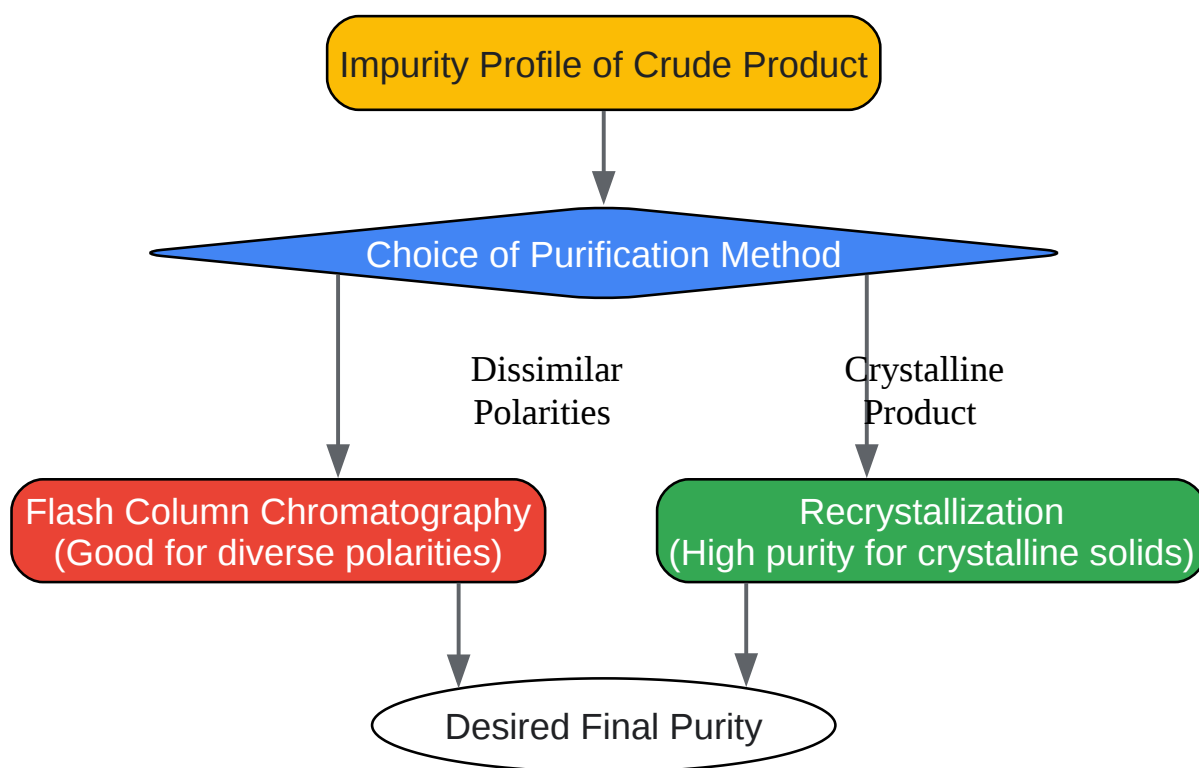 Impurity Profile of Crude Product
Choice of Purification Method
Dissimilar
Polarities
Crystalline
Product
Flash Column Chromatography
(Good for diverse polarities)
Recrystallization
(High purity for crystalline solids)
Desired Final Purity